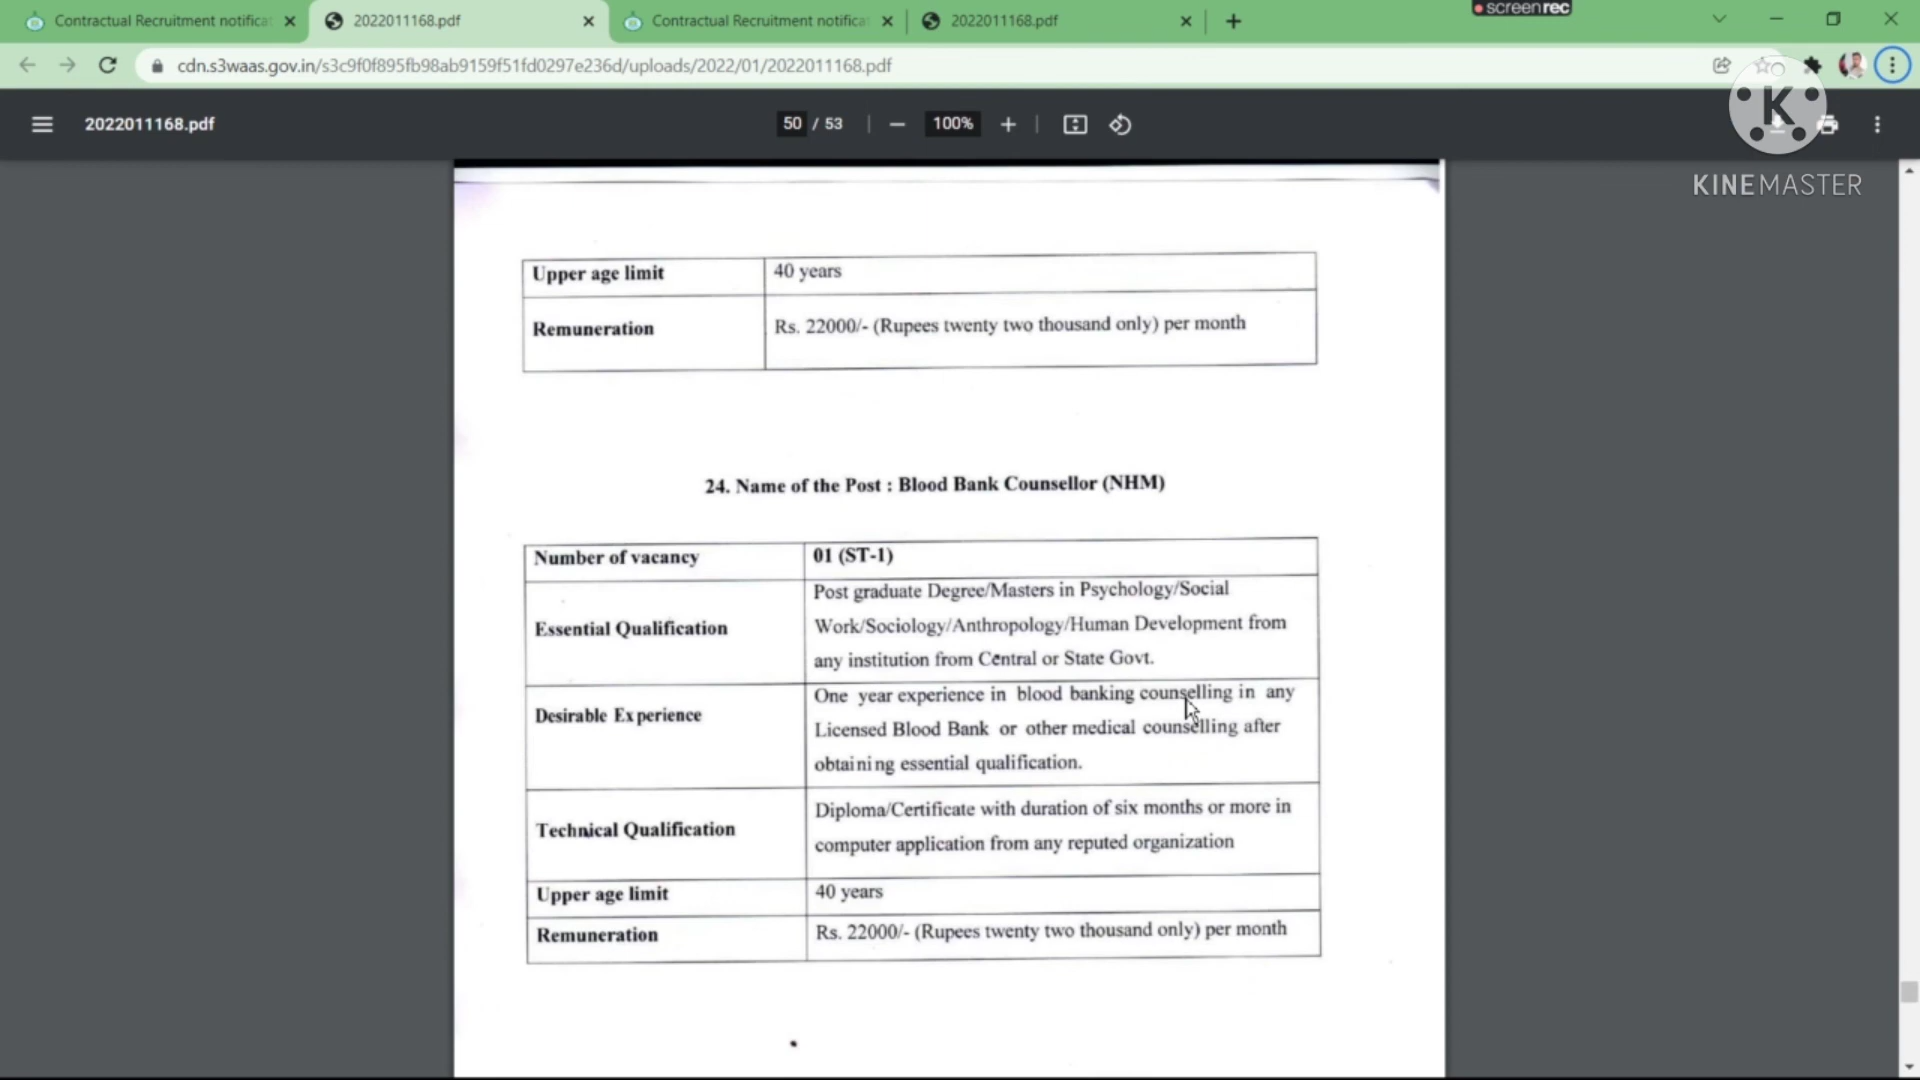 Contractual Recruitment notificat
2022011168.pdf
Contractual Recruitment notificat
2022011168.pdf
screenrec
cdn.s3waas.gov.in/s3c9f0f895fb98ab9159f51fd0297e236d/uploads/2022/01/2022011168.pdf
2022011168.pdf
50 / 53
100%
K
KINEMASTER
Upper age limit 40 years
Remuneration Rs. 22000/- (Rupees twenty two thousand only) per month
24. Name of the Post : Blood Bank Counsellor (NHM)
Number of vacancy 01 (ST-1)
Post graduate Degree/Masters in Psychology/Social
Essential Qualification Work/Sociology/Anthropology/Human Development from
any institution from Central or State Govt.
One year experience in blood banking counselling in any
Desirable Experience Licensed Blood Bank or other medical counselling after
obtaining essential qualification.
Diploma/Certificate with duration of six months or more in
Technical Qualification computer application from any reputed organization
Upper age limit 40 years
Remuneration Rs. 22000/- (Rupees twenty two thousand only) per month